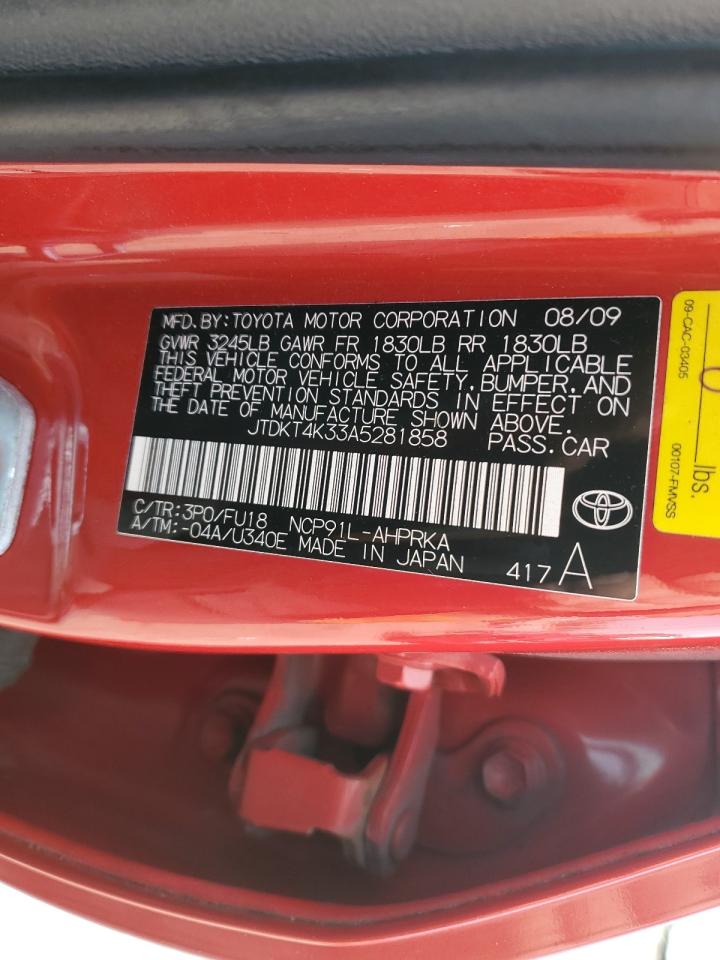 MFD.BY:TOYOTA MOTOR CORPORATION 08/09
GVWR 3245LB GAWR FR 1830LB RR 1830LB
THIS VEHICLE CONFORMS TO ALL APPLICABLE
FEDERAL MOTOR VEHICLE SAFETY, BUMPER, AND
THEFT PREVENTION STANDARDS IN EFFECT ON
THE DATE OF MANUFACTURE SHOWN ABOVE.
JTDKT4K33A5281858 PASS.CAR
C/TR:3P0/FU18 NCP91L-AHPRKA
A/TM:-04A/U340E MADE IN JAPAN
417 A
09-CAC-03405
0 lbs.
00107-FMVSS